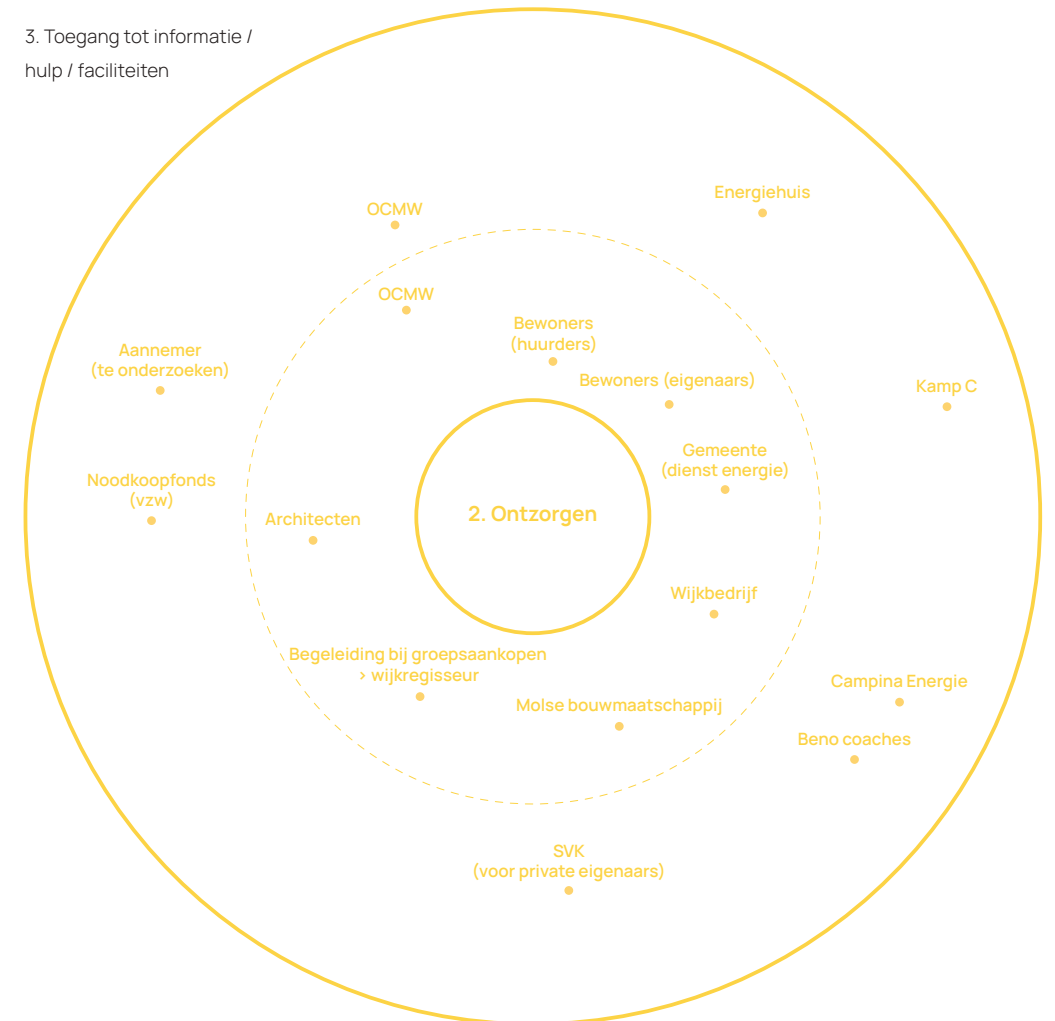 3. Toegang tot informatie /
hulp / faciliteiten
Energiehuis
OCMW
OCMW
Bewoners
(huurders)
Aannemer
(te onderzoeken)
Bewoners (eigenaars)
Kamp C
Gemeente
(dienst energie)
Noodkoopfonds
(vzw)
Architecten
2. Ontzorgen
Wijkbedrijf
Begeleiding bij groepsaankopen
> wijkregisseur
Campina Energie
Molse bouwmaatschappij
Beno coaches
SVK
(voor private eigenaars)